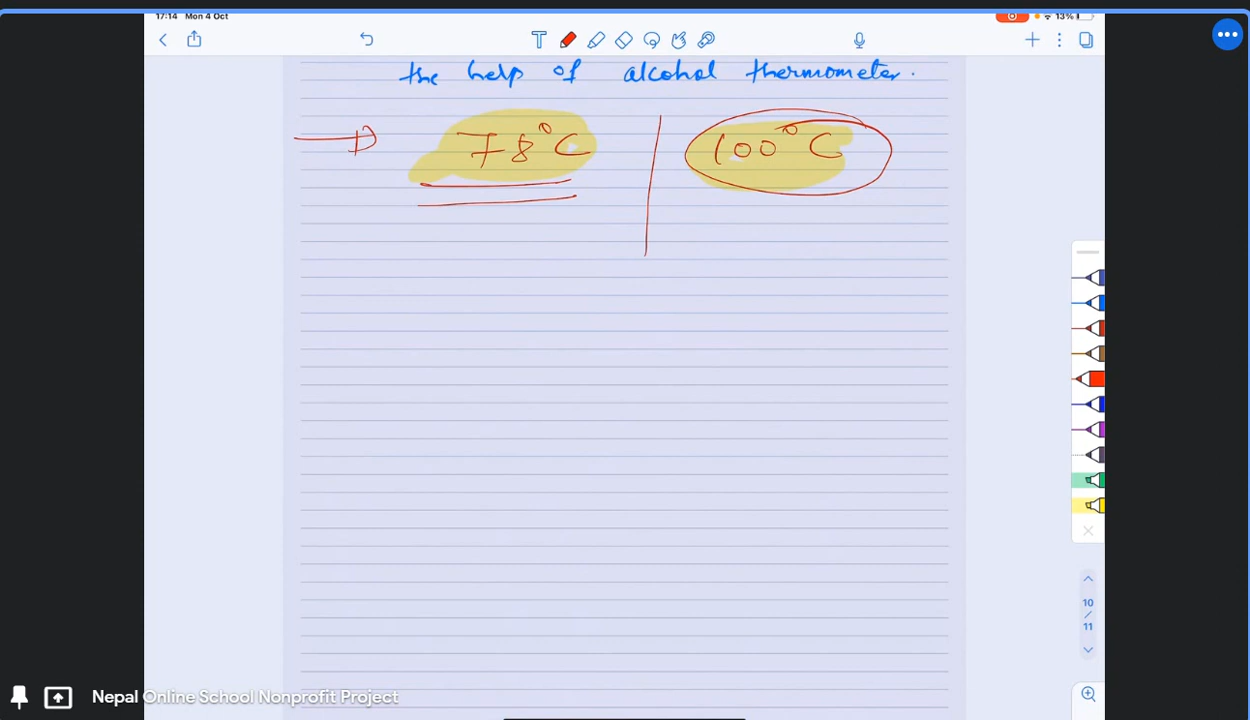 17:14 Mon 4 Oct
13%
the help of alcohol thermometer.
78°C
100°C
10
/
11
Nepal Online School Nonprofit Project